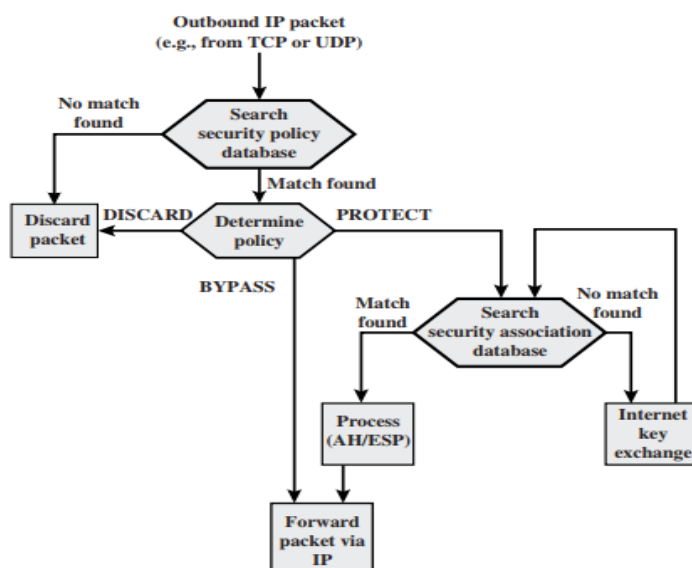 Outbound IP packet
(e.g., from TCP or UDP)
No match
found
Search
security policy
database
Match found
Discard
packet
DISCARD
Determine
policy
PROTECT
BYPASS
Match
found
Search
security association
database
No match
found
Process
(AH/ESP)
Internet
key
exchange
Forward
packet via
IP